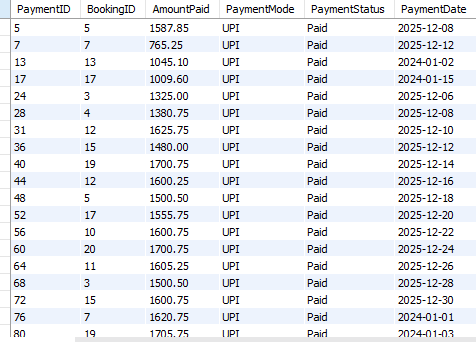 PaymentID BookingID AmountPaid PaymentMode PaymentStatus PaymentDate
5 5 1587.85 UPI Paid 2025-12-08
7 7 765.25 UPI Paid 2025-12-12
13 13 1045.10 UPI Paid 2024-01-02
17 17 1009.60 UPI Paid 2024-01-15
24 3 1325.00 UPI Paid 2025-12-06
28 4 1380.75 UPI Paid 2025-12-08
31 12 1625.75 UPI Paid 2025-12-10
36 15 1480.00 UPI Paid 2025-12-12
40 19 1700.75 UPI Paid 2025-12-14
44 12 1600.25 UPI Paid 2025-12-16
48 5 1500.50 UPI Paid 2025-12-18
52 17 1555.75 UPI Paid 2025-12-20
56 10 1600.75 UPI Paid 2025-12-22
60 20 1700.75 UPI Paid 2025-12-24
64 11 1605.25 UPI Paid 2025-12-26
68 3 1500.50 UPI Paid 2025-12-28
72 15 1600.75 UPI Paid 2025-12-30
76 7 1620.75 UPI Paid 2024-01-01
80 19 1705.75 UPI Paid 2024-01-03